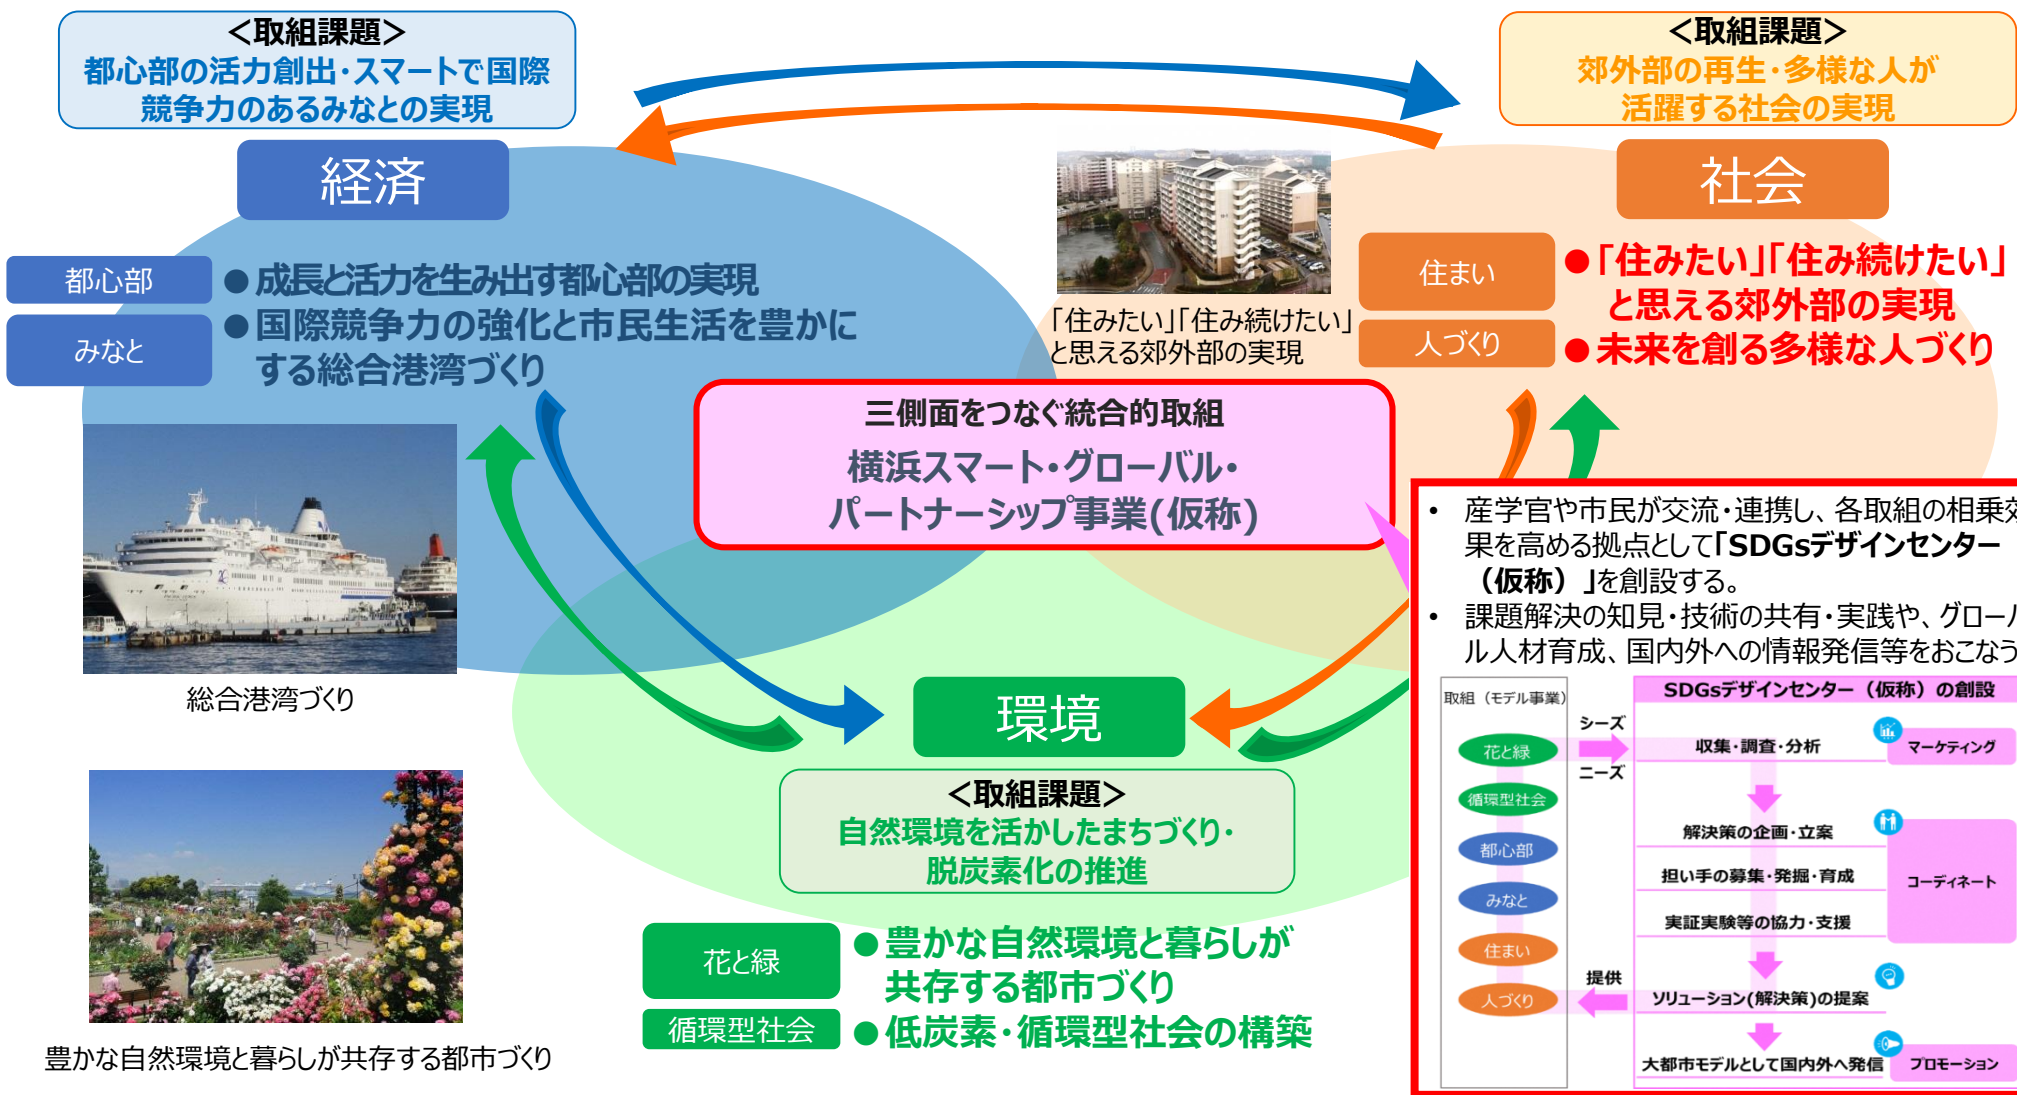 ＜取組課題＞
都心部の活力創出・スマートで国際
競争力のあるみなとの実現
＜取組課題＞
郊外部の再生・多様な人が
活躍する社会の実現
経済
社会
都心部
●成長と活力を生み出す都心部の実現
みなと
●国際競争力の強化と市民生活を豊かに
する総合港湾づくり
「住みたい」「住み続けたい」
と思える郊外部の実現
住まい
●「住みたい」「住み続けたい」
と思える郊外部の実現
人づくり
●未来を創る多様な人づくり
三側面をつなぐ統合的取組
横浜スマート・グローバル・
パートナーシップ事業(仮称)
総合港湾づくり
豊かな自然環境と暮らしが共存する都市づくり
環境
＜取組課題＞
自然環境を活かしたまちづくり・
脱炭素化の推進
花と緑
●豊かな自然環境と暮らしが
共存する都市づくり
循環型社会
●低炭素・循環型社会の構築
• 産学官や市民が交流・連携し、各取組の相乗効
果を高める拠点として「SDGsデザインセンター
（仮称）」を創設する。
• 課題解決の知見・技術の共有・実践や、グローバ
ル人材育成、国内外への情報発信等をおこなう
取組（モデル事業）
花と緑
循環型社会
都心部
みなと
住まい
人づくり
シーズ
ニーズ
提供
SDGsデザインセンター（仮称）の創設
収集・調査・分析
マーケティング
解決策の企画・立案
担い手の募集・発掘・育成
コーディネート
実証実験等の協力・支援
ソリューション(解決策)の提案
大都市モデルとして国内外へ発信
プロモーション